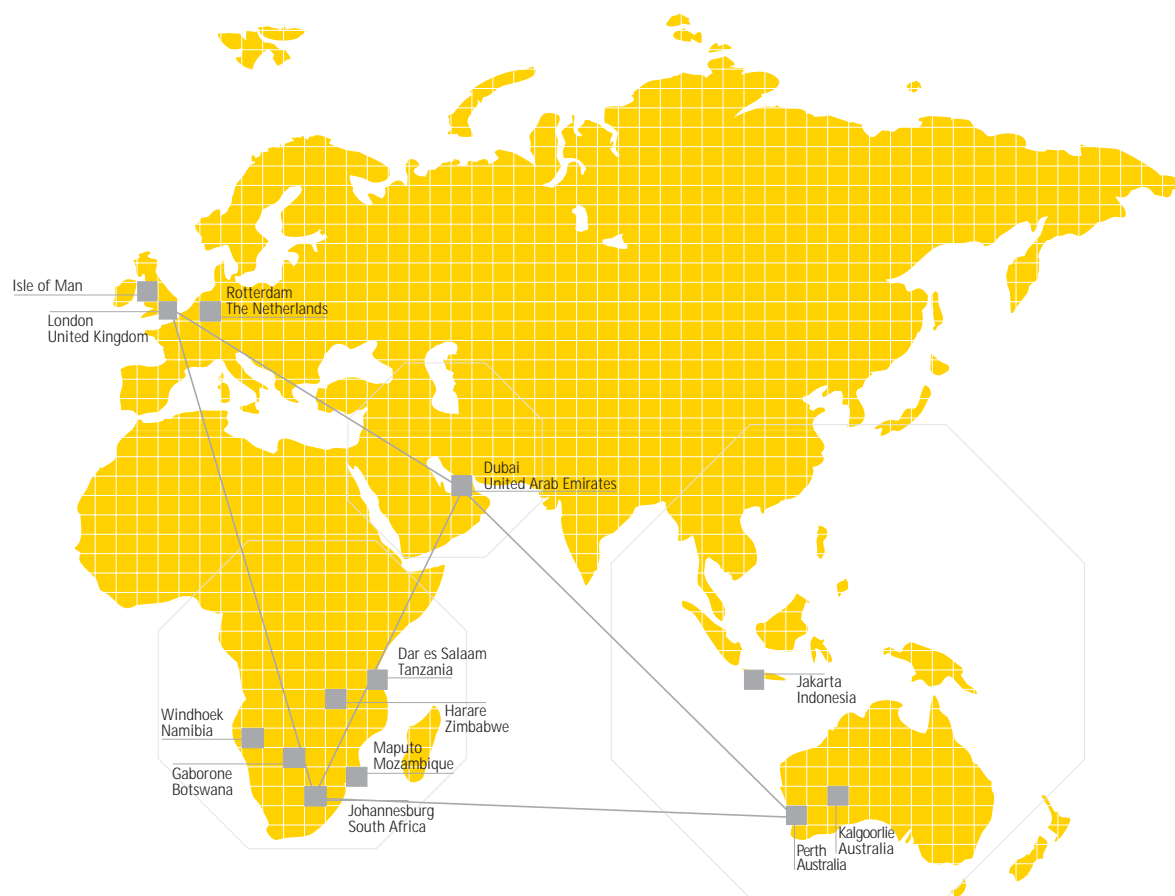 Isle of Man
London
United Kingdom
Rotterdam
The Netherlands
Dubai
United Arab Emirates
Dar es Salaam
Tanzania
Harare
Zimbabwe
Windhoek
Namibia
Maputo
Mozambique
Gaborone
Botswana
Johannesburg
South Africa
Jakarta
Indonesia
Kalgoorlie
Australia
Perth
Australia